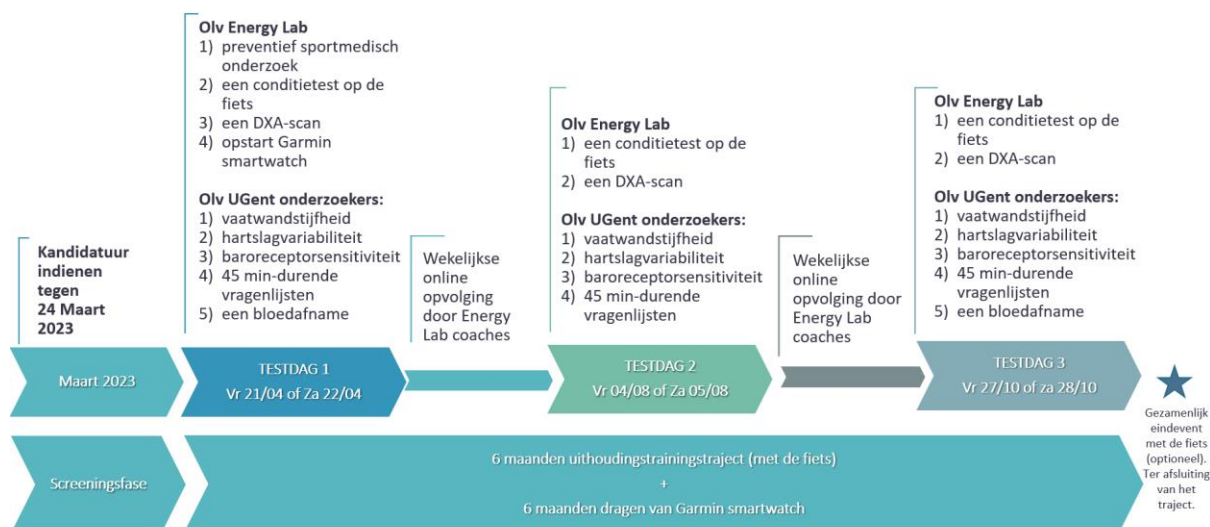 Olv Energy Lab
1) preventief sportmedisch
onderzoek
2) een conditietest op de
fiets
3) een DXA-scan
4) opstart Garmin
smartwatch
Olv UGent onderzoekers:
1) vaatwandstijfheid
2) hartslagvariabiliteit
3) baroreceptorsensitiviteit
4) 45 min-durende
vragenlijsten
5) een bloedafname
Olv Energy Lab
1) een conditietest op de
fiets
2) een DXA-scan
Olv UGent onderzoekers:
1) vaatwandstijfheid
2) hartslagvariabiliteit
3) baroreceptorsensitiviteit
4) 45 min-durende
vragenlijsten
Olv Energy Lab
1) een conditietest op de
fiets
2) een DXA-scan
Olv UGent onderzoekers:
1) vaatwandstijfheid
2) hartslagvariabiliteit
3) baroreceptorsensitiviteit
4) 45 min-durende
vragenlijsten
5) een bloedafname
Kandidatuur
indienen
tegen
24 Maart
2023
Wekelijkse
online
opvolging
door Energy
Lab coaches
Wekelijkse
online
opvolging door
Energy Lab
coaches
Maart 2023
TESTDAG 1
Vr 21/04 of Za 22/04
TESTDAG 2
Vr 04/08 of Za 05/08
TESTDAG 3
Vr 27/10 of za 28/10
Gezamenlijk
eindevent
met de fiets
(optioneel).
Ter afsluiting
van het
traject.
Screeningsfase
6 maanden uithoudingstrainingstraject (met de fiets)
+
6 maanden dragen van Garmin smartwatch